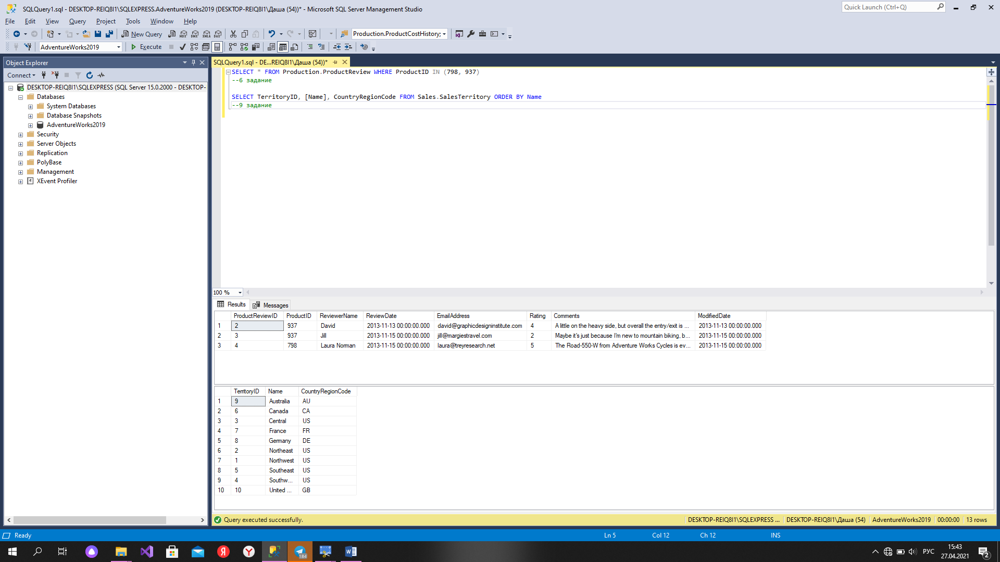 SQLQuery1.sql - DESKTOP-REIQ8I1\SQLEXPRESS.AdventureWorks2019 (DESKTOP-REIQ8I1\Даша (54))* - Microsoft SQL Server Management Studio
Quick Launch (Ctrl+Q)
File Edit View Query Project Tools Window Help
New Query
MDX DMX XMLA DAX
Production.ProductCostHistory;
AdventureWorks2019
Execute
Object Explorer
SQLQuery1.sql - DE...REIQ8I1\Даша (54))*
Connect
DESKTOP-REIQ8I1\SQLEXPRESS (SQL Server 15.0.2000 - DESKTOP-
Databases
System Databases
Database Snapshots
AdventureWorks2019
Security
Server Objects
Replication
PolyBase
Management
XEvent Profiler
SELECT * FROM Production.ProductReview WHERE ProductID IN (798, 937)
--6 задание
SELECT TerritoryID, [Name], CountryRegionCode FROM Sales.SalesTerritory ORDER BY Name
--9 задание
100 %
Results Messages
ProductReviewID ProductID ReviewerName ReviewDate EmailAddress Rating Comments ModifiedDate
1 2 937 David 2013-11-13 00:00:00.000 david@graphicdesigninstitute.com 4 A little on the heavy side, but overall the entry/exit is ... 2013-11-13 00:00:00.000
2 3 937 Jill 2013-11-15 00:00:00.000 jill@margiestravel.com 2 Maybe it's just because I'm new to mountain biking, b... 2013-11-15 00:00:00.000
3 4 798 Laura Norman 2013-11-15 00:00:00.000 laura@treyresearch.net 5 The Road-550-W from Adventure Works Cycles is ev... 2013-11-15 00:00:00.000
TerritoryID Name CountryRegionCode
1 9 Australia AU
2 6 Canada CA
3 3 Central US
4 7 France FR
5 8 Germany DE
6 2 Northeast US
7 1 Northwest US
8 5 Southeast US
9 4 Southw... US
10 10 United ... GB
Query executed successfully.
DESKTOP-REIQ8I1\SQLEXPRESS ... DESKTOP-REIQ8I1\Даша (54) AdventureWorks2019 00:00:00 13 rows
Ready
Ln 5 Col 12 Ch 12 INS
Я
184
РУС
15:43
27.04.2021
2